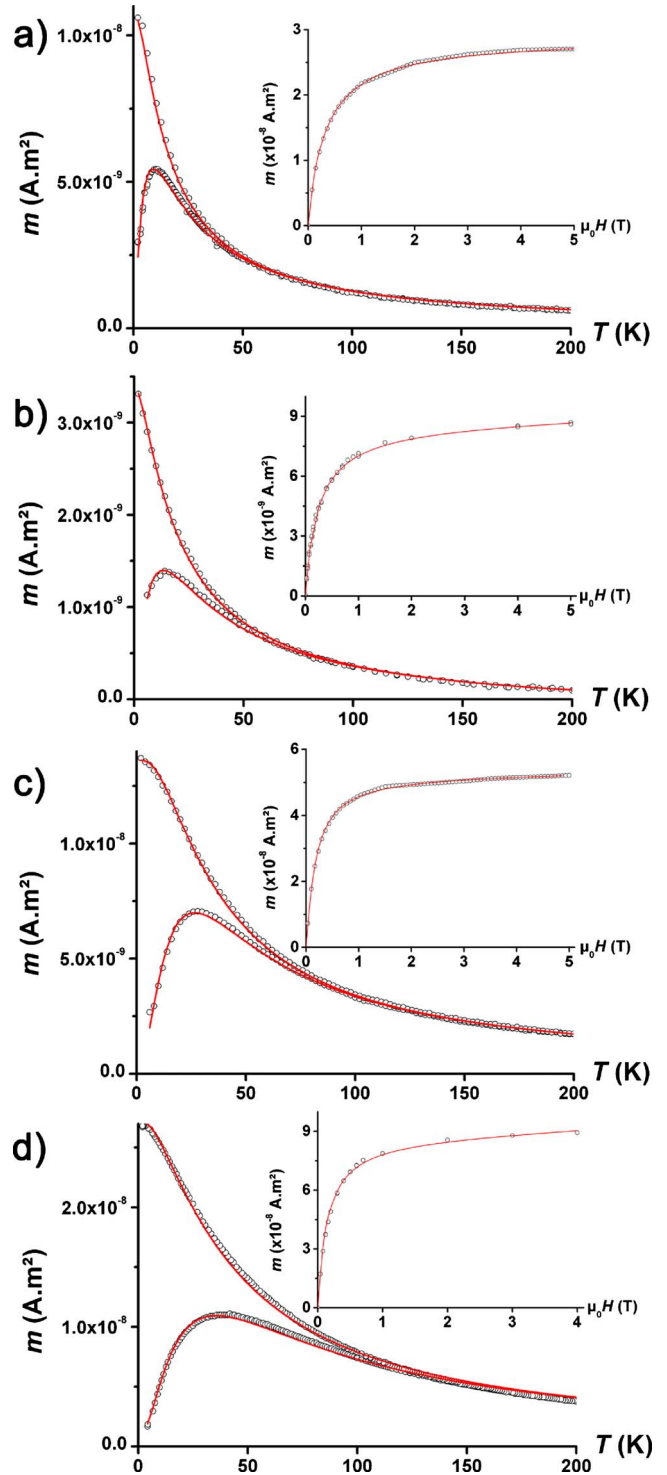 a)
1.0x10⁻⁸
5.0x10⁻⁹
0.0
m (A.m²)
0 50 100 150 200
T (K)
3
2
1
0
m (x10⁻⁸ A.m²)
0 1 2 3 4 5
μ₀H (T)
b)
3.0x10⁻⁹
2.0x10⁻⁹
1.0x10⁻⁹
0.0
m (A.m²)
0 50 100 150 200
T (K)
9
6
3
0
m (x10⁻⁹ A.m²)
0 1 2 3 4 5
μ₀H (T)
c)
1.0x10⁻⁸
5.0x10⁻⁹
0.0
m (A.m²)
0 50 100 150 200
T (K)
6
4
2
0
m (x10⁻⁸ A.m²)
0 1 2 3 4 5
μ₀H (T)
d)
2.0x10⁻⁸
1.0x10⁻⁸
0.0
m (A.m²)
0 50 100 150 200
T (K)
9
6
3
0
m (x10⁻⁸ A.m²)
0 1 2 3 4
μ₀H (T)